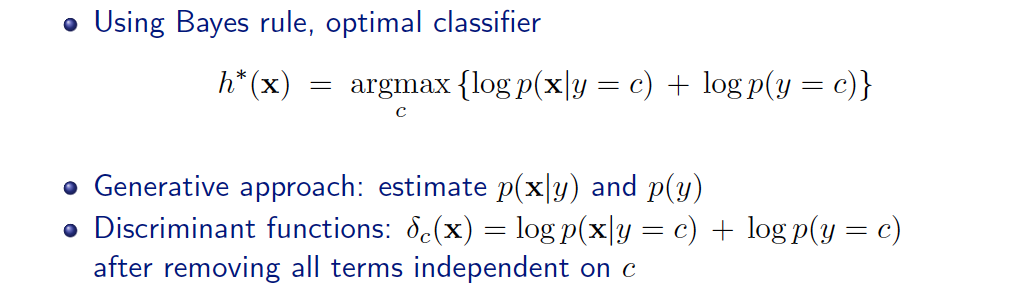 Using Bayes rule, optimal classifier
h*(x) = argmax {log p(x|y = c) + log p(y = c)}
c
Generative approach: estimate p(x|y) and p(y)
Discriminant functions: δc(x) = log p(x|y = c) + log p(y = c)
after removing all terms independent on c